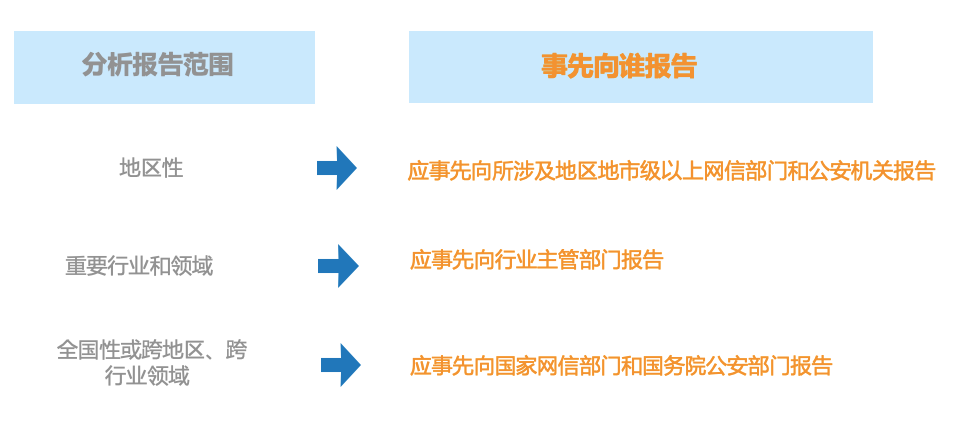 分析报告范围
事先向谁报告
地区性
应事先向所涉及地区地市级以上网信部门和公安机关报告
重要行业和领域
应事先向行业主管部门报告
全国性或跨地区、跨
行业领域
应事先向国家网信部门和国务院公安部门报告